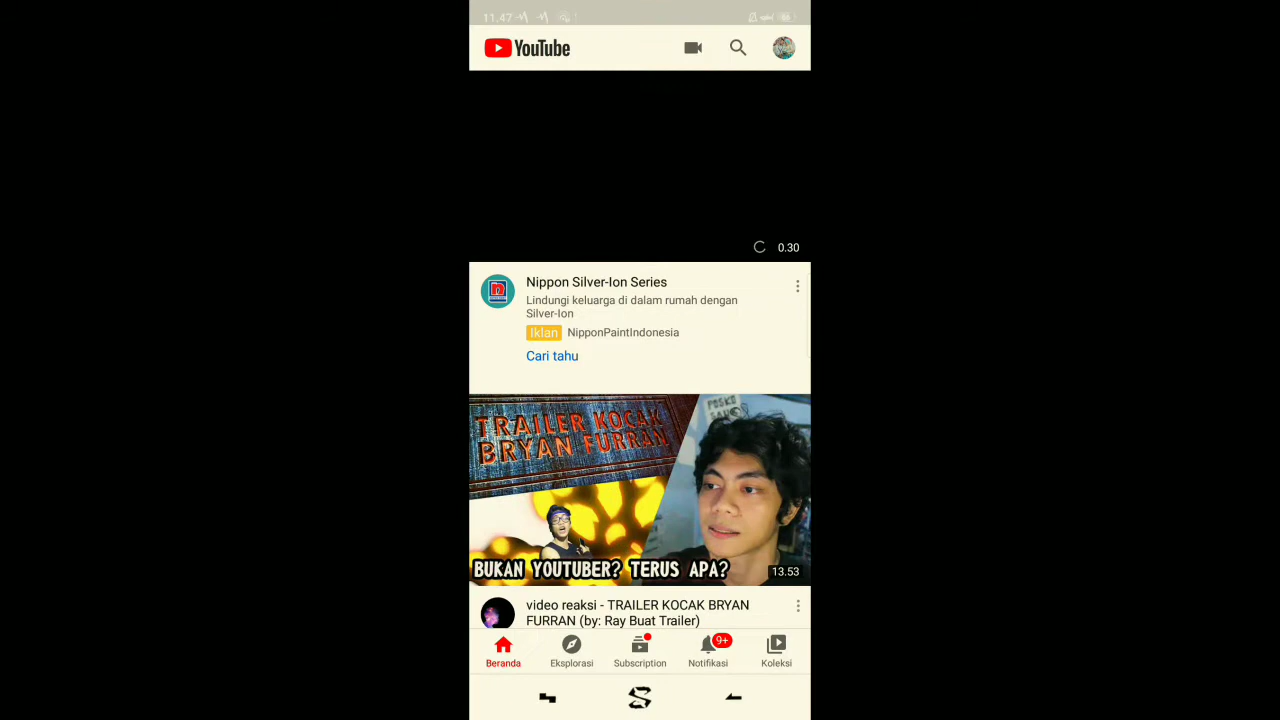 11.47
YouTube
0.30
Nippon Silver-Ion Series
Lindungi keluarga di dalam rumah dengan
Silver-Ion
Iklan NipponPaintIndonesia
Cari tahu
TRAILER KOCAK
BRYAN FURRAN
BUKAN YOUTUBER? TERUS APA?
13.53
video reaksi - TRAILER KOCAK BRYAN
FURRAN (by: Ray Buat Trailer)
9+
Beranda Eksplorasi Subscription Notifikasi Koleksi